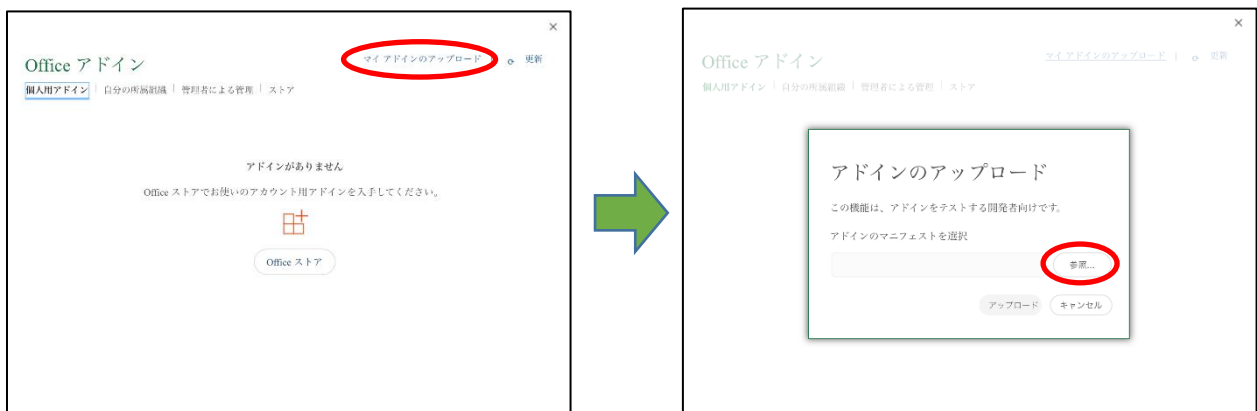 ×
Office アドイン
マイ アドインのアップロード
更新
個人用アドイン | 自分の所属組織 | 管理者による管理 | ストア
アドインがありません
Office ストアでお使いのアカウント用アドインを入手してください。
Office ストア
×
Office アドイン
マイ アドインのアップロード | 更新
個人用アドイン | 自分の所属組織 | 管理者による管理 | ストア
アドインのアップロード
この機能は、アドインをテストする開発者向けです。
アドインのマニフェストを選択
参照...
アップロード キャンセル